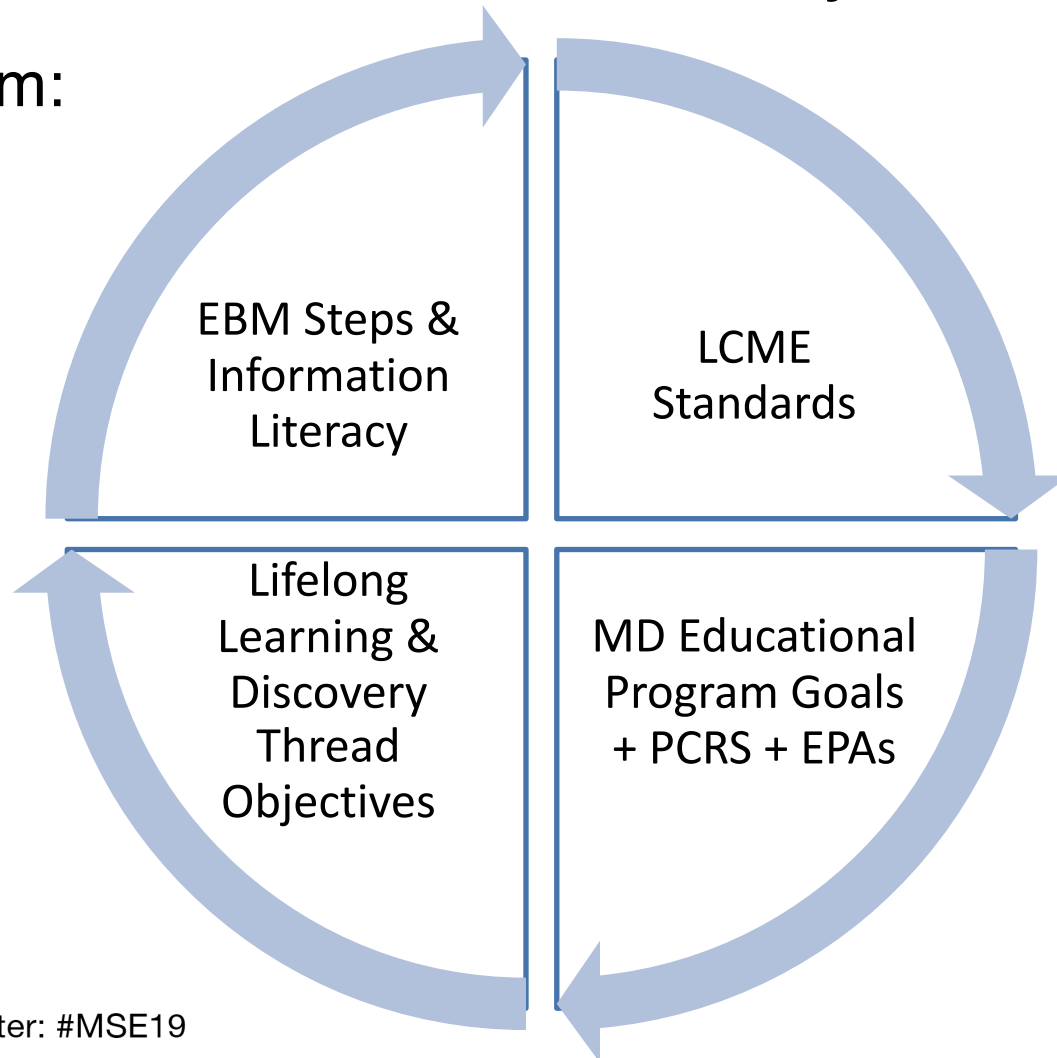 m:
EBM Steps &
Information
Literacy
LCME
Standards
Lifelong
Learning &
Discovery
Thread
Objectives
MD Educational
Program Goals
+ PCRS + EPAs
ter: #MSE19